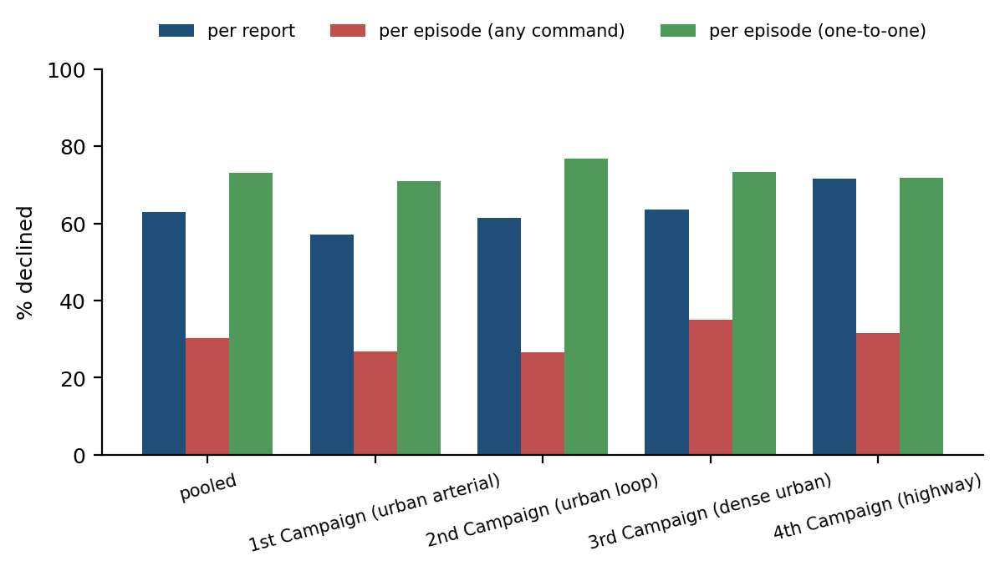 per report per episode (any command) per episode (one-to-one)
100
80
60
40
20
0
% declined
pooled
1st Campaign (urban arterial)
2nd Campaign (urban loop)
3rd Campaign (dense urban)
4th Campaign (highway)